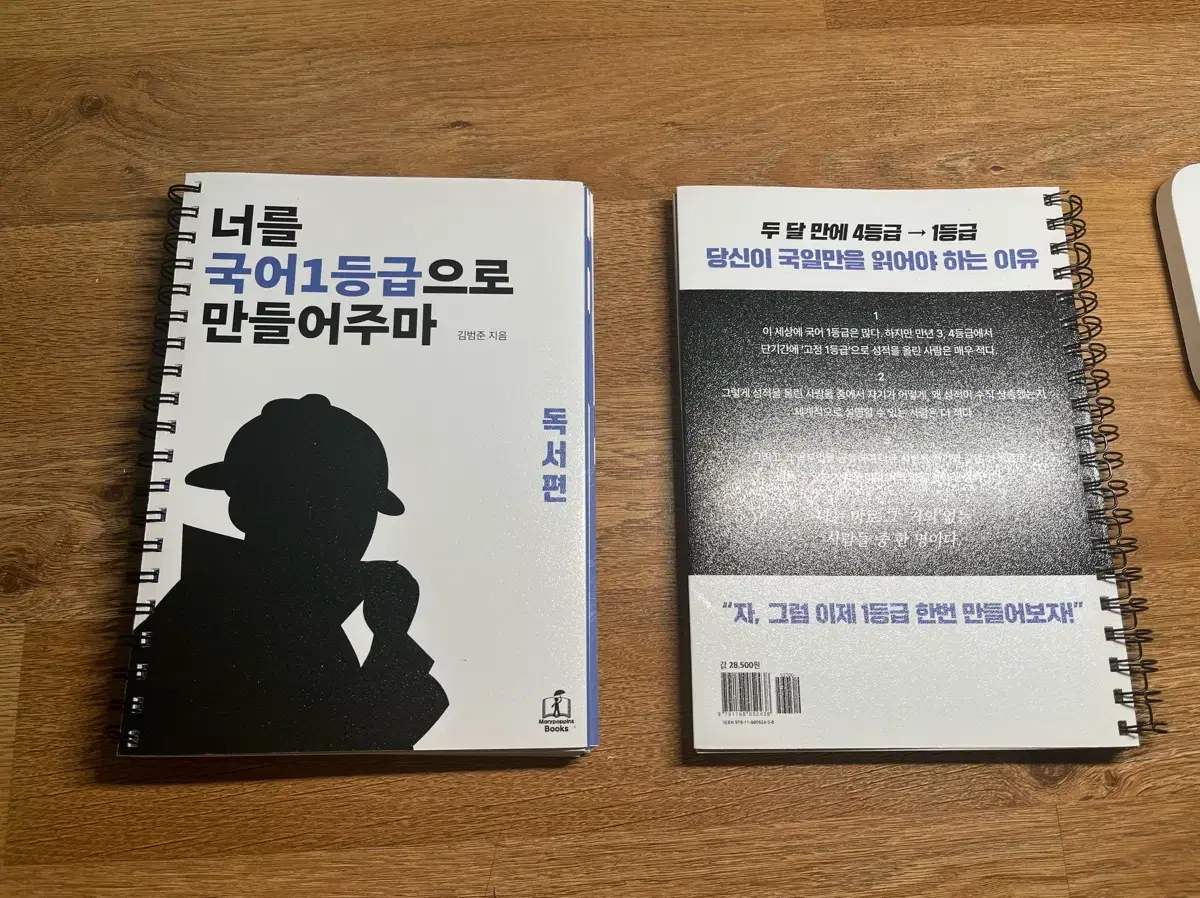 너를
국어1등급으로
만들어주마
김범준 지음
독서편
Marypoppins
Books
두 달 만에 4등급 → 1등급
당신이 국일만을 읽어야 하는 이유
1
이 세상에 국어 1등급은 많다. 하지만 만년 3, 4등급에서
단기간에 '고정 1등급'으로 성적을 올린 사람은 매우 적다.
2
그렇게 성적을 올린 사람들 중에서 자기가 어떻게, 왜 성적이 수직 상승했는지
체계적으로 설명할 수 있는 사람은 더 적다.
3
사람들 중 한 명이다.
“자, 그럼 이제 1등급 한번 만들어보자!”
값 28,500원